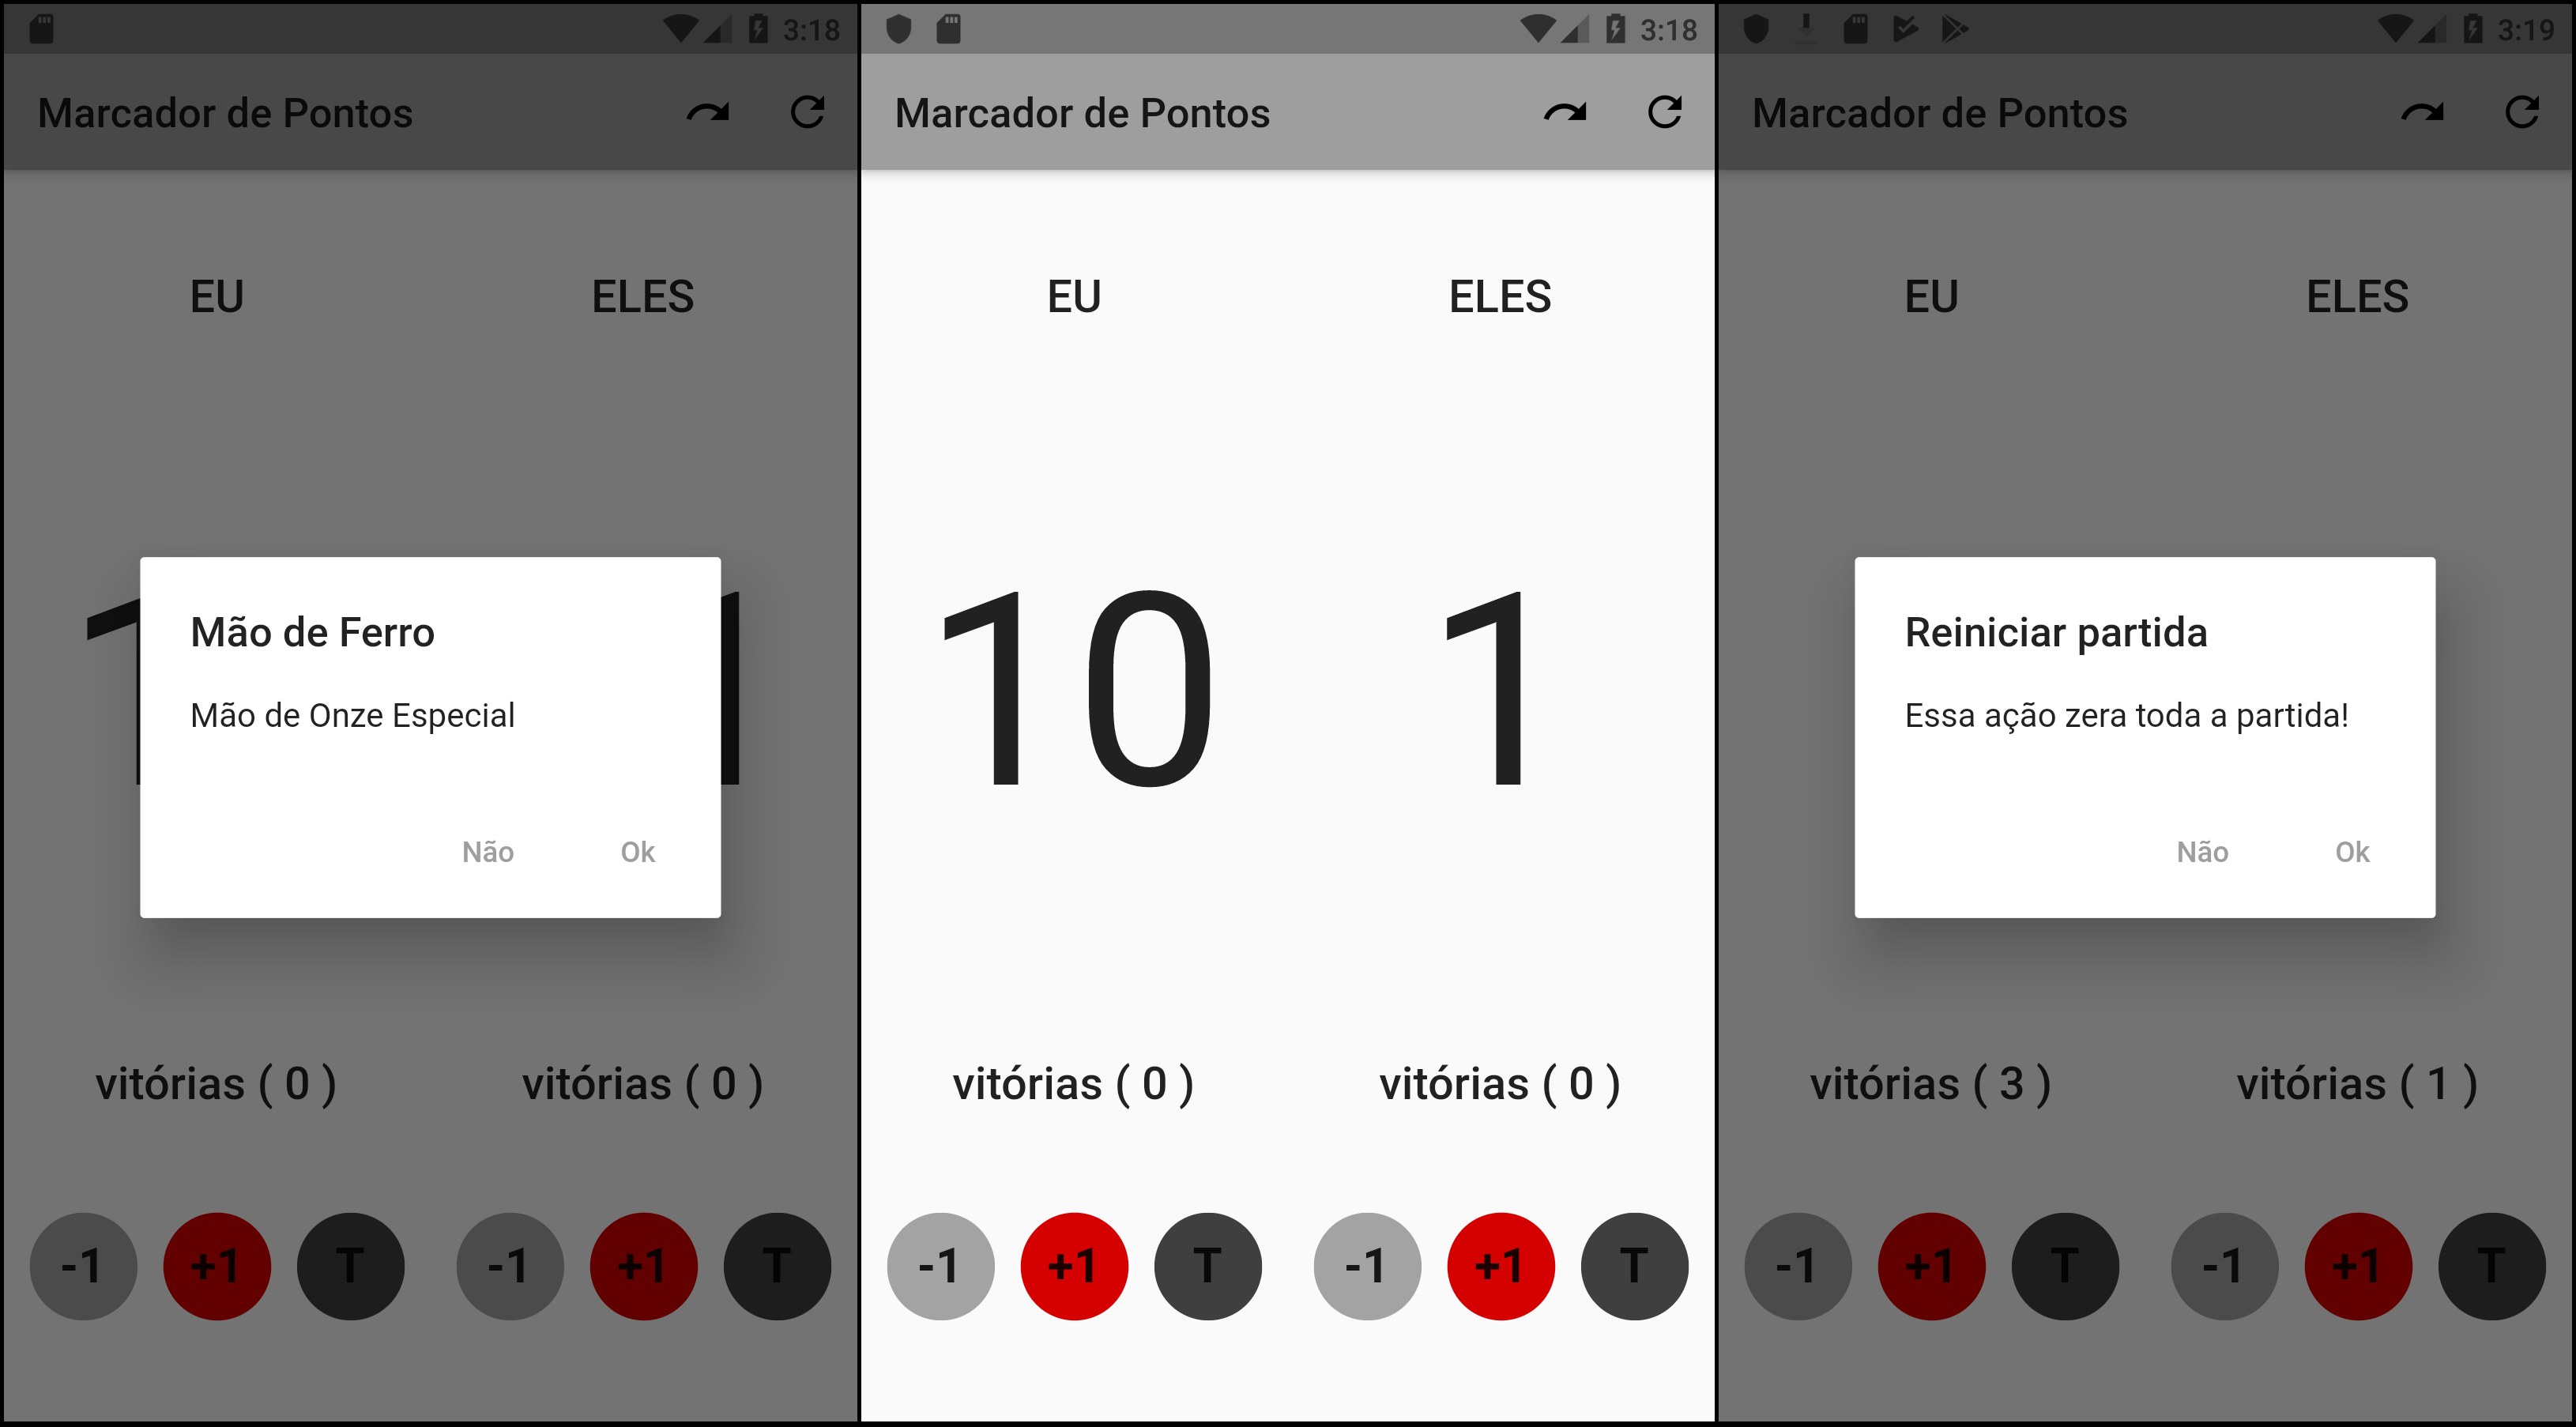 3:18
Marcador de Pontos
EU ELES
1 1
Mão de Ferro
Mão de Onze Especial
Não Ok
vitórias ( 0 ) vitórias ( 0 )
-1 +1 T -1 +1 T
3:18
Marcador de Pontos
EU ELES
10 1
vitórias ( 0 ) vitórias ( 0 )
-1 +1 T -1 +1 T
3:19
Marcador de Pontos
EU ELES
Reiniciar partida
Essa ação zera toda a partida!
Não Ok
vitórias ( 3 ) vitórias ( 1 )
-1 +1 T -1 +1 T